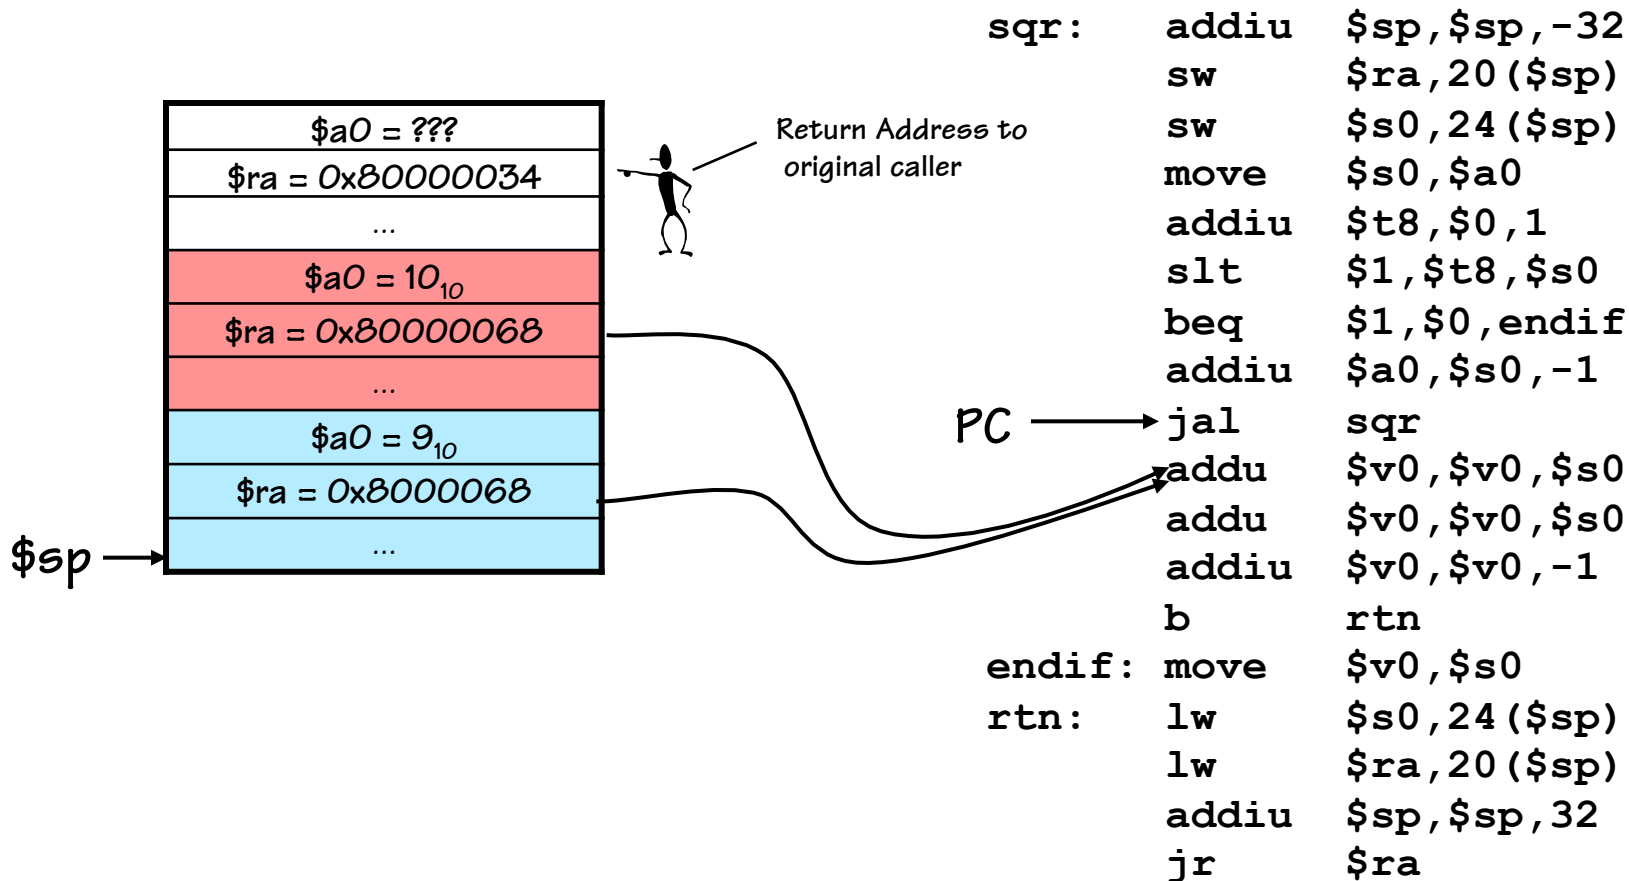 $a0 = ???
$ra = 0x80000034
...
$a0 = 10₁₀
$ra = 0x80000068
...
$a0 = 9₁₀
$ra = 0x8000068
...
$sp
Return Address to
original caller
PC
sqr: addiu $sp,$sp,-32
sw $ra,20($sp)
sw $s0,24($sp)
move $s0,$a0
addiu $t8,$0,1
slt $1,$t8,$s0
beq $1,$0,endif
addiu $a0,$s0,-1
jal sqr
addu $v0,$v0,$s0
addu $v0,$v0,$s0
addiu $v0,$v0,-1
b rtn
endif: move $v0,$s0
rtn: lw $s0,24($sp)
lw $ra,20($sp)
addiu $sp,$sp,32
jr $ra